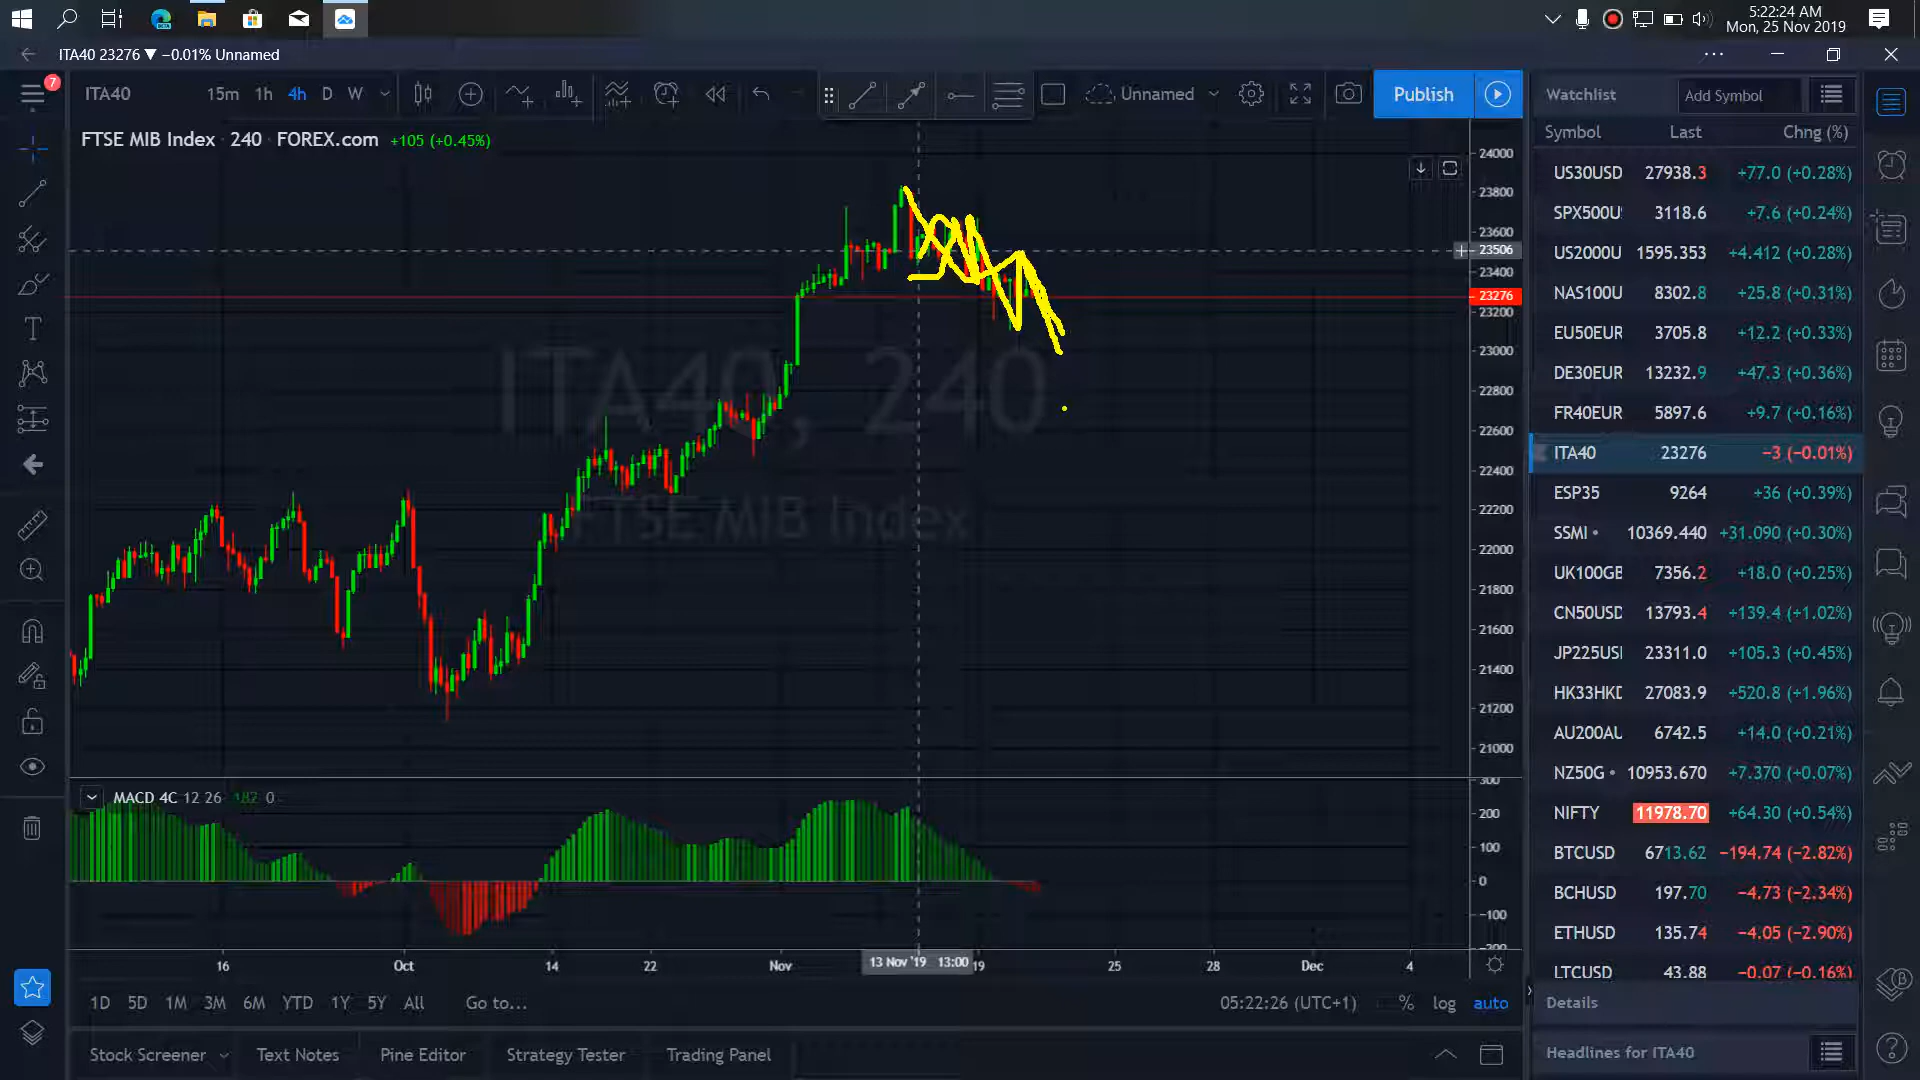 5:22:24 AM
Mon, 25 Nov 2019
ITA40 23276 ▼ −0.01% Unnamed
7
ITA40 15m 1h 4h D W Unnamed Publish
Watchlist Add Symbol
FTSE MIB Index · 240 · FOREX.com +105 (+0.45%)
Symbol Last Chng (%)
US30USD 27938.3 +77.0 (+0.28%)
SPX500U 3118.6 +7.6 (+0.24%)
US2000U 1595.353 +4.412 (+0.28%)
NAS100U 8302.8 +25.8 (+0.31%)
EU50EUR 3705.8 +12.2 (+0.33%)
DE30EUR 13232.9 +47.3 (+0.36%)
FR40EUR 5897.6 +9.7 (+0.16%)
ITA40 23276 −3 (−0.01%)
ESP35 9264 +36 (+0.39%)
SSMI • 10369.440 +31.090 (+0.30%)
UK100GB 7356.2 +18.0 (+0.25%)
CN50USD 13793.4 +139.4 (+1.02%)
JP225USI 23311.0 +105.3 (+0.45%)
HK33HKD 27083.9 +520.8 (+1.96%)
AU200AU 6742.5 +14.0 (+0.21%)
NZ50G • 10953.670 +7.370 (+0.07%)
NIFTY 11978.70 +64.30 (+0.54%)
BTCUSD 6713.62 −194.74 (−2.82%)
BCHUSD 197.70 −4.73 (−2.34%)
ETHUSD 135.74 −4.05 (−2.90%)
LTCUSD 43.88 −0.07 (−0.16%)
Details
Headlines for ITA40
24000
23800
23600
23506
23400
23276
23200
23000
22800
22600
22400
22200
22000
21800
21600
21400
21200
21000
ITA40, 240
FTSE MIB Index
MACD 4C 12 26 182 0
300
200
100
0
−100
−200
16 Oct 14 22 Nov 13 Nov '19 13:00 19 25 28 Dec 4
1D 5D 1M 3M 6M YTD 1Y 5Y All Go to... 05:22:26 (UTC+1) % log auto
Stock Screener Text Notes Pine Editor Strategy Tester Trading Panel